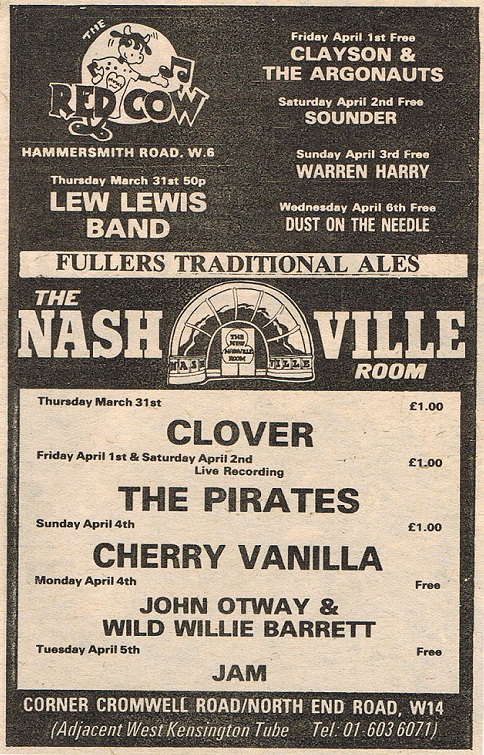 THE
RED COW
HAMMERSMITH ROAD. W.6
Thursday March 31st 50p
LEW LEWIS
BAND
Friday April 1st Free
CLAYSON &
THE ARGONAUTS
Saturday April 2nd Free
SOUNDER
Sunday April 3rd Free
WARREN HARRY
Wednesday April 6th Free
DUST ON THE NEEDLE
FULLERS TRADITIONAL ALES
THE
NASHVILLE
ROOM
THE
NEW
NASHVILLE
ROOM
NASH VILLE
Thursday March 31st £1.00
CLOVER
Friday April 1st & Saturday April 2nd £1.00
Live Recording
THE PIRATES
Sunday April 4th £1.00
CHERRY VANILLA
Monday April 4th Free
JOHN OTWAY &
WILD WILLIE BARRETT
Tuesday April 5th Free
JAM
CORNER CROMWELL ROAD/NORTH END ROAD, W14
(Adjacent West Kensington Tube Tel: 01-603 6071)